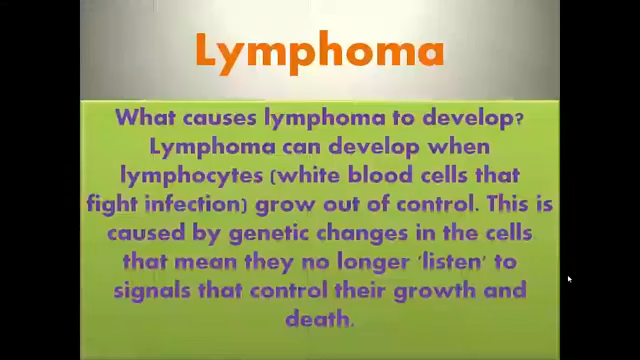 Lymphoma
What causes lymphoma to develop?
Lymphoma can develop when
lymphocytes (white blood cells that
fight infection) grow out of control. This is
caused by genetic changes in the cells
that mean they no longer 'listen' to
signals that control their growth and
death.